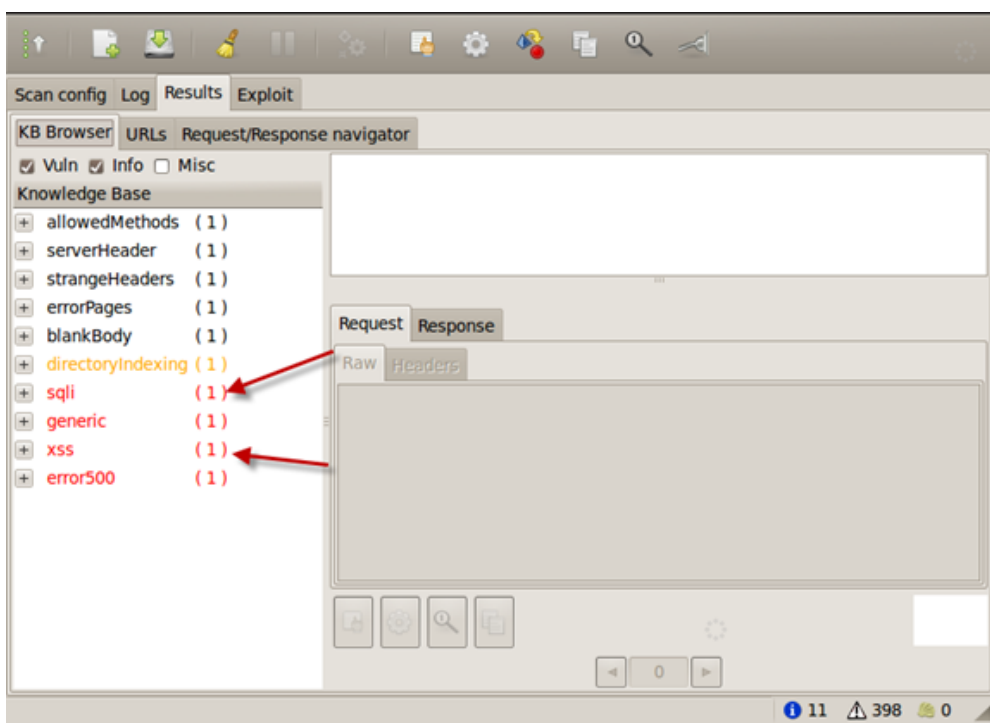 Scan config Log Results Exploit
KB Browser URLs Request/Response navigator
Vuln Info Misc
Knowledge Base
allowedMethods ( 1 )
serverHeader ( 1 )
strangeHeaders ( 1 )
errorPages ( 1 )
blankBody ( 1 )
directoryIndexing ( 1 )
sqli ( 1 )
generic ( 1 )
xss ( 1 )
error500 ( 1 )
Request Response
Raw Headers
0
11 398 0